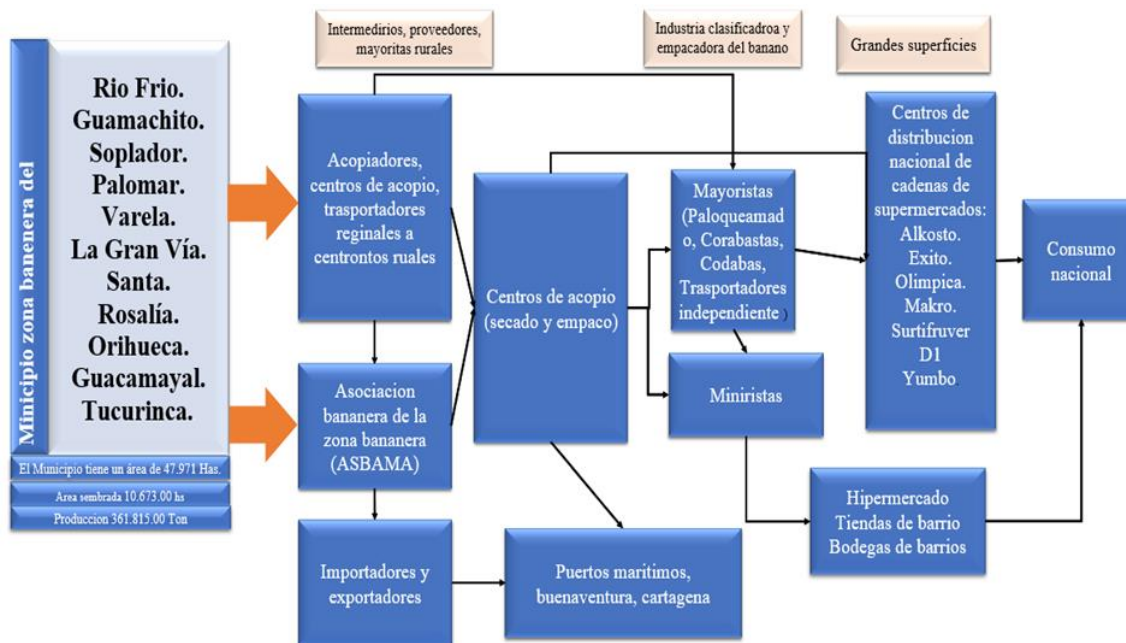 Minicipio zona banenera del
Rio Frio.
Guamachito.
Soplador.
Palomar.
Varela.
La Gran Vía.
Santa.
Rosalía.
Orihueca.
Guacamayal.
Tucurinca.
El Municipio tiene un área de 47.971 Has.
Area sembrada 10.673.00 hs
Produccion 361.815.00 Ton
Intermedirios, proveedores,
mayoritas rurales
Industria clasificadroa y
empacadora del banano
Grandes superficies
Acopiadores,
centros de acopio,
trasportadores
reginales a
centrontos ruales
Asociacion
bananera de la
zona bananera
(ASBAMA)
Importadores y
exportadores
Centros de acopio
(secado y empaco)
Puertos marítimos,
buenaventura, cartagena
Mayoristas
(Paloqueamad
o, Corabastas,
Codabas,
Trasportadores
independiente )
Miniristas
Centros de
distribucion
nacional de
cadenas de
supermercados:
Alkosto.
Exito.
Olimpica.
Makro.
Surtifruver
D1
Yumbo.
Hipermercado
Tiendas de barrio
Bodegas de barrios
Consumo
nacional